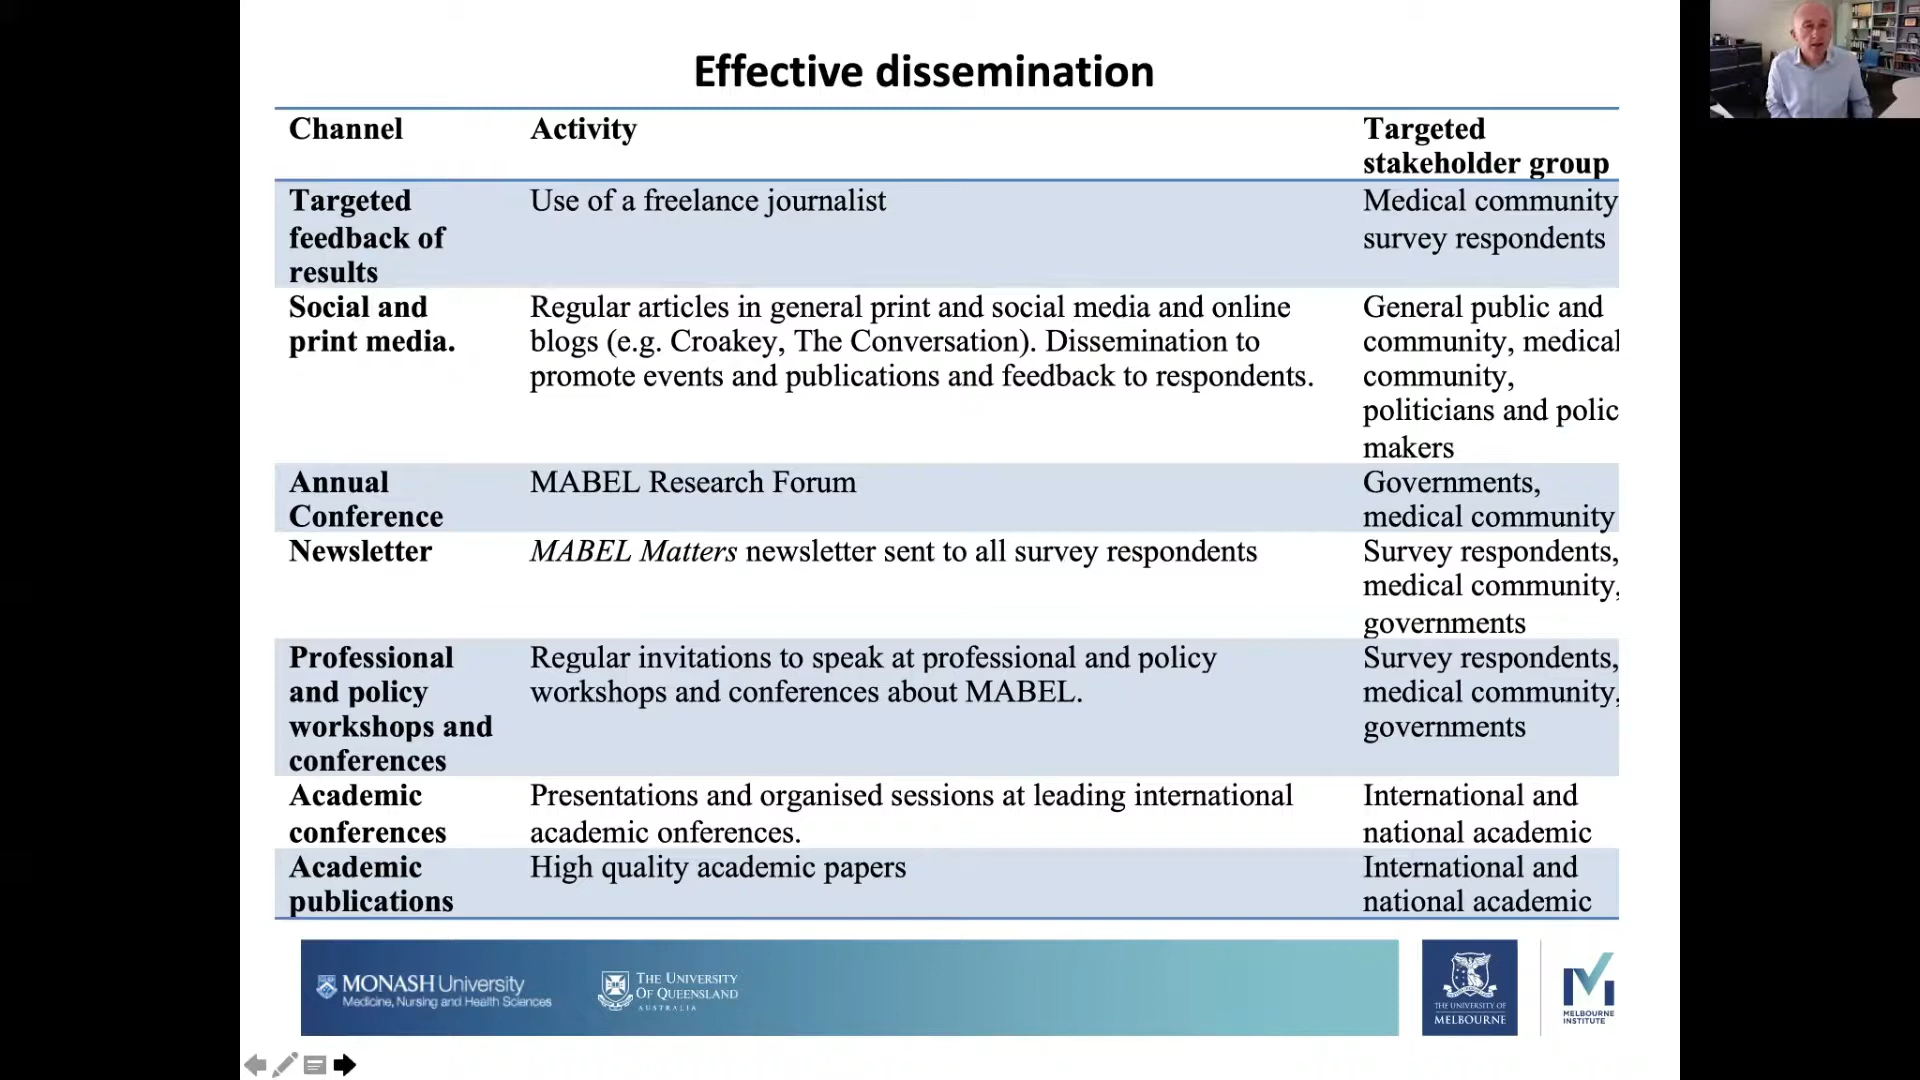 Effective dissemination
Channel
Activity
Targeted
stakeholder group
Targeted
feedback of
results
Use of a freelance journalist
Medical community
survey respondents
Social and
print media.
Regular articles in general print and social media and online
blogs (e.g. Croakey, The Conversation). Dissemination to
promote events and publications and feedback to respondents.
General public and
community, medical
community,
politicians and polic
makers
Annual
Conference
MABEL Research Forum
Governments,
medical community
Newsletter
MABEL Matters newsletter sent to all survey respondents
Survey respondents,
medical community,
governments
Professional
and policy
workshops and
conferences
Regular invitations to speak at professional and policy
workshops and conferences about MABEL.
Survey respondents,
medical community,
governments
Academic
conferences
Presentations and organised sessions at leading international
academic onferences.
International and
national academic
Academic
publications
High quality academic papers
International and
national academic
MONASH University
Medicine, Nursing and Health Sciences
THE UNIVERSITY
OF QUEENSLAND
AUSTRALIA
THE UNIVERSITY OF
MELBOURNE
MELBOURNE
INSTITUTE